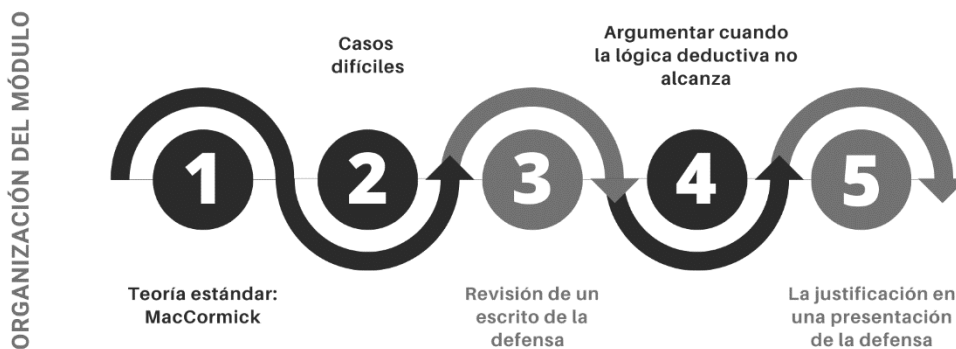 ORGANIZACIÓN DEL MÓDULO
Casos
difíciles
Argumentar cuando
la lógica deductiva no
alcanza
1
2
3
4
5
Teoría estándar:
MacCormick
Revisión de un
escrito de la
defensa
La justificación en
una presentación
de la defensa